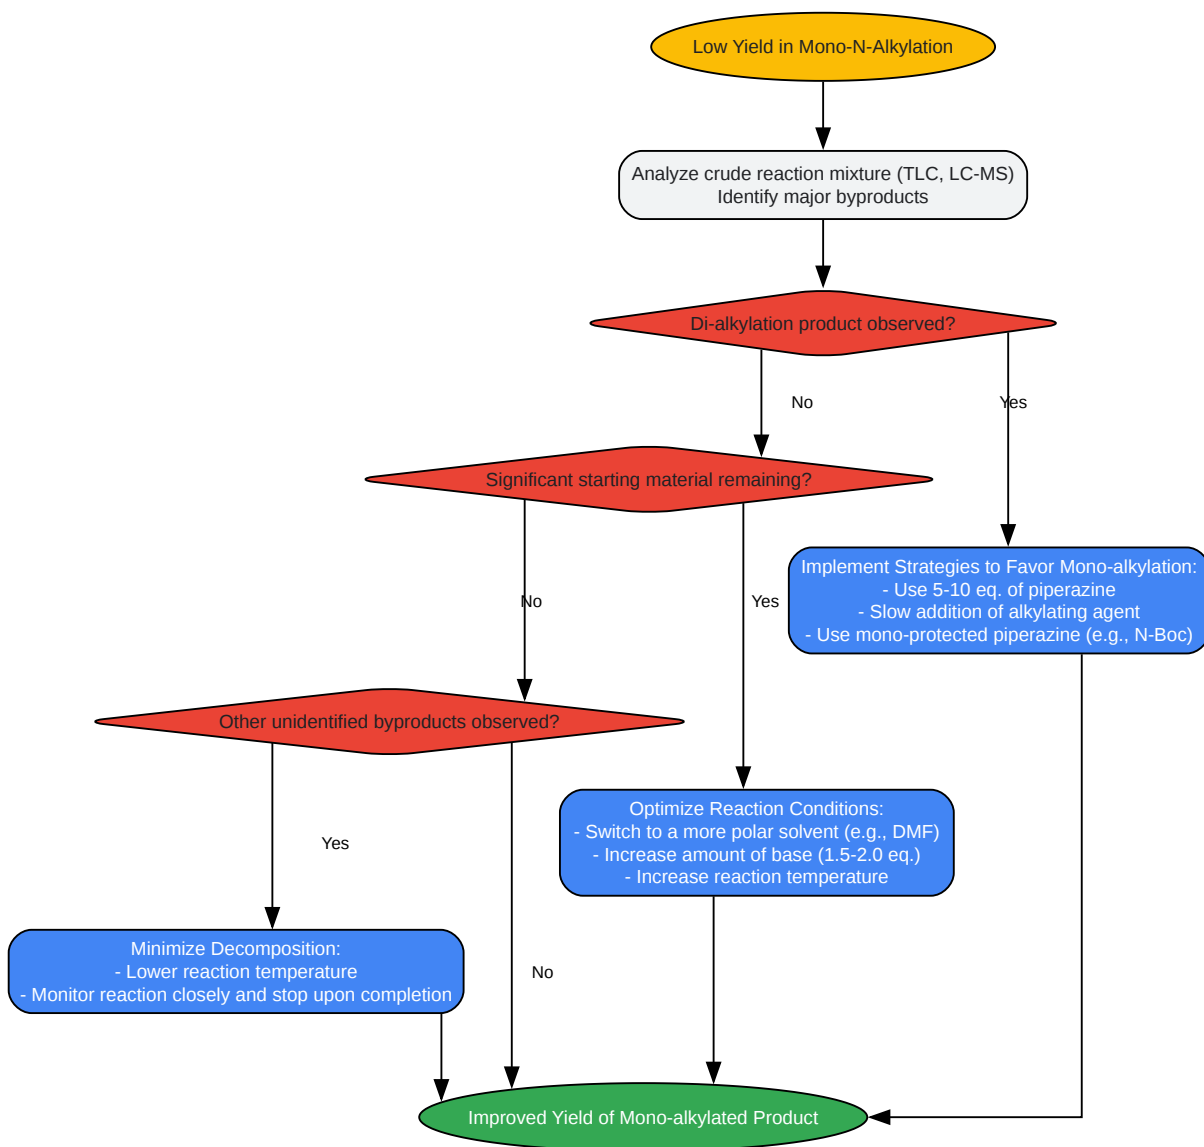 Low Yield in Mono-N-Alkylation
Analyze crude reaction mixture (TLC, LC-MS)
Identify major byproducts
Di-alkylation product observed?
No
Yes
Significant starting material remaining?
Implement Strategies to Favor Mono-alkylation:
- Use 5-10 eq. of piperazine
- Slow addition of alkylating agent
- Use mono-protected piperazine (e.g., N-Boc)
No
Yes
Other unidentified byproducts observed?
Optimize Reaction Conditions:
- Switch to a more polar solvent (e.g., DMF)
- Increase amount of base (1.5-2.0 eq.)
- Increase reaction temperature
Yes
No
Minimize Decomposition:
- Lower reaction temperature
- Monitor reaction closely and stop upon completion
Improved Yield of Mono-alkylated Product